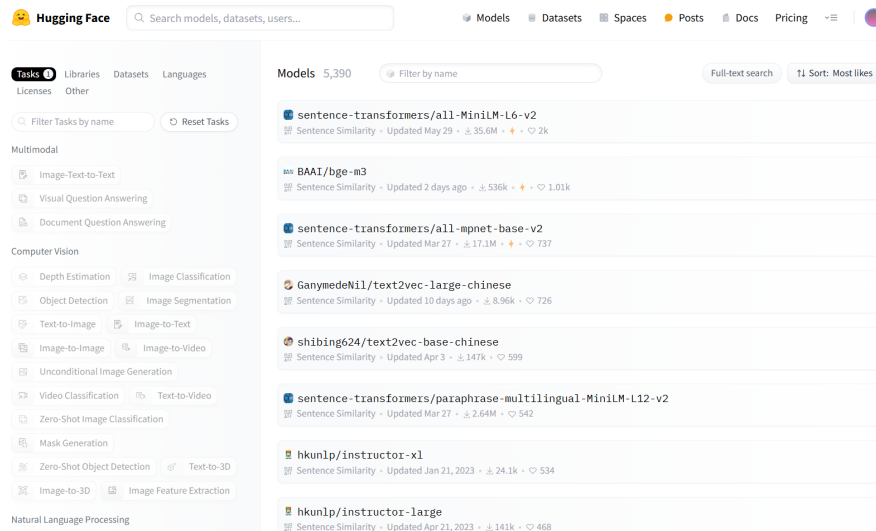 Hugging Face
Search models, datasets, users...
Models
Datasets
Spaces
Posts
Docs
Pricing
Tasks 1
Libraries
Datasets
Languages
Licenses
Other
Filter Tasks by name
Reset Tasks
Multimodal
Image-Text-to-Text
Visual Question Answering
Document Question Answering
Computer Vision
Depth Estimation
Image Classification
Object Detection
Image Segmentation
Text-to-Image
Image-to-Text
Image-to-Image
Image-to-Video
Unconditional Image Generation
Video Classification
Text-to-Video
Zero-Shot Image Classification
Mask Generation
Zero-Shot Object Detection
Text-to-3D
Image-to-3D
Image Feature Extraction
Natural Language Processing
Models 5,390
Filter by name
Full-text search
Sort: Most likes
sentence-transformers/all-MiniLM-L6-v2
Sentence Similarity • Updated May 29 • 35.6M • 2k
BAAI/bge-m3
Sentence Similarity • Updated 2 days ago • 536k • 1.01k
sentence-transformers/all-mpnet-base-v2
Sentence Similarity • Updated Mar 27 • 17.1M • 737
GanymedeNil/text2vec-large-chinese
Sentence Similarity • Updated 10 days ago • 8.96k • 726
shibing624/text2vec-base-chinese
Sentence Similarity • Updated Apr 3 • 147k • 599
sentence-transformers/paraphrase-multilingual-MiniLM-L12-v2
Sentence Similarity • Updated Mar 27 • 2.64M • 542
hkunlp/instructor-xl
Sentence Similarity • Updated Jan 21, 2023 • 24.1k • 534
hkunlp/instructor-large
Sentence Similarity • Updated Apr 21, 2023 • 141k • 468